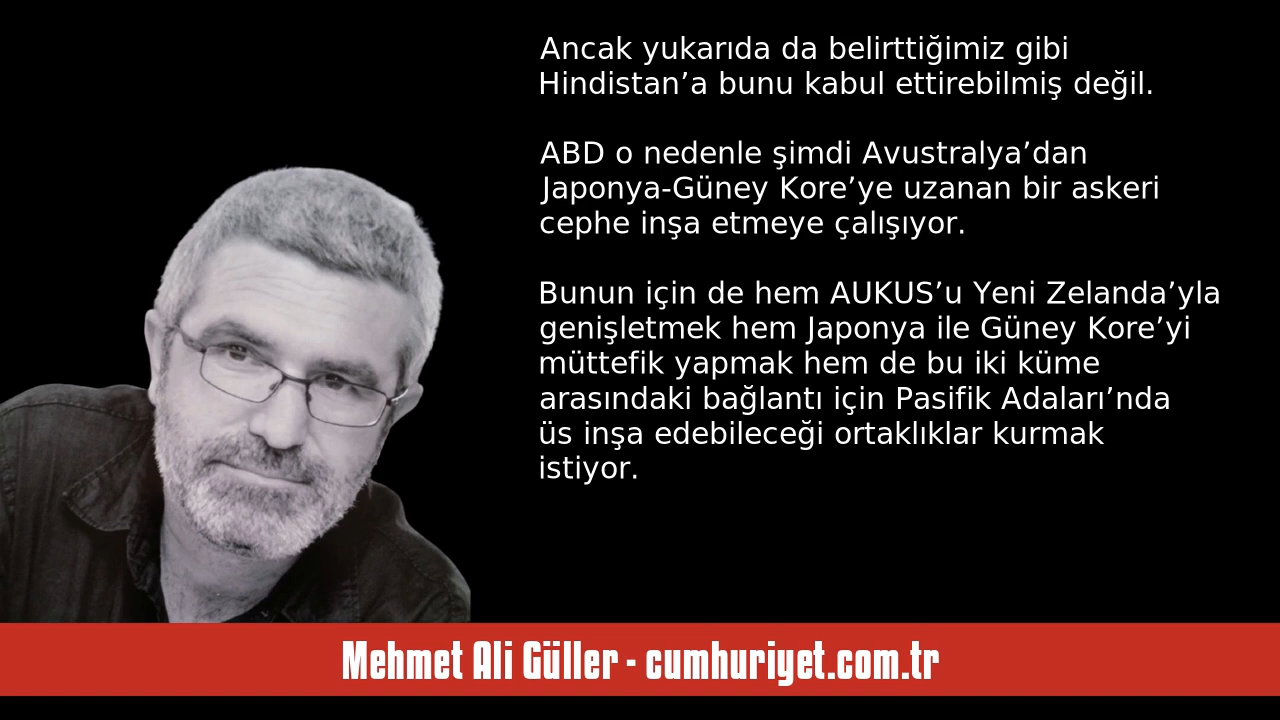 Ancak yukarıda da belirttiğimiz gibi
Hindistan’a bunu kabul ettirebilmiş değil.
ABD o nedenle şimdi Avustralya’dan
Japonya-Güney Kore’ye uzanan bir askeri
cephe inşa etmeye çalışıyor.
Bunun için de hem AUKUS’u Yeni Zelanda’yla
genişletmek hem Japonya ile Güney Kore’yi
müttefik yapmak hem de bu iki küme
arasındaki bağlantı için Pasifik Adaları’nda
üs inşa edebileceği ortaklıklar kurmak
istiyor.
Mehmet Ali Güller - cumhuriyet.com.tr